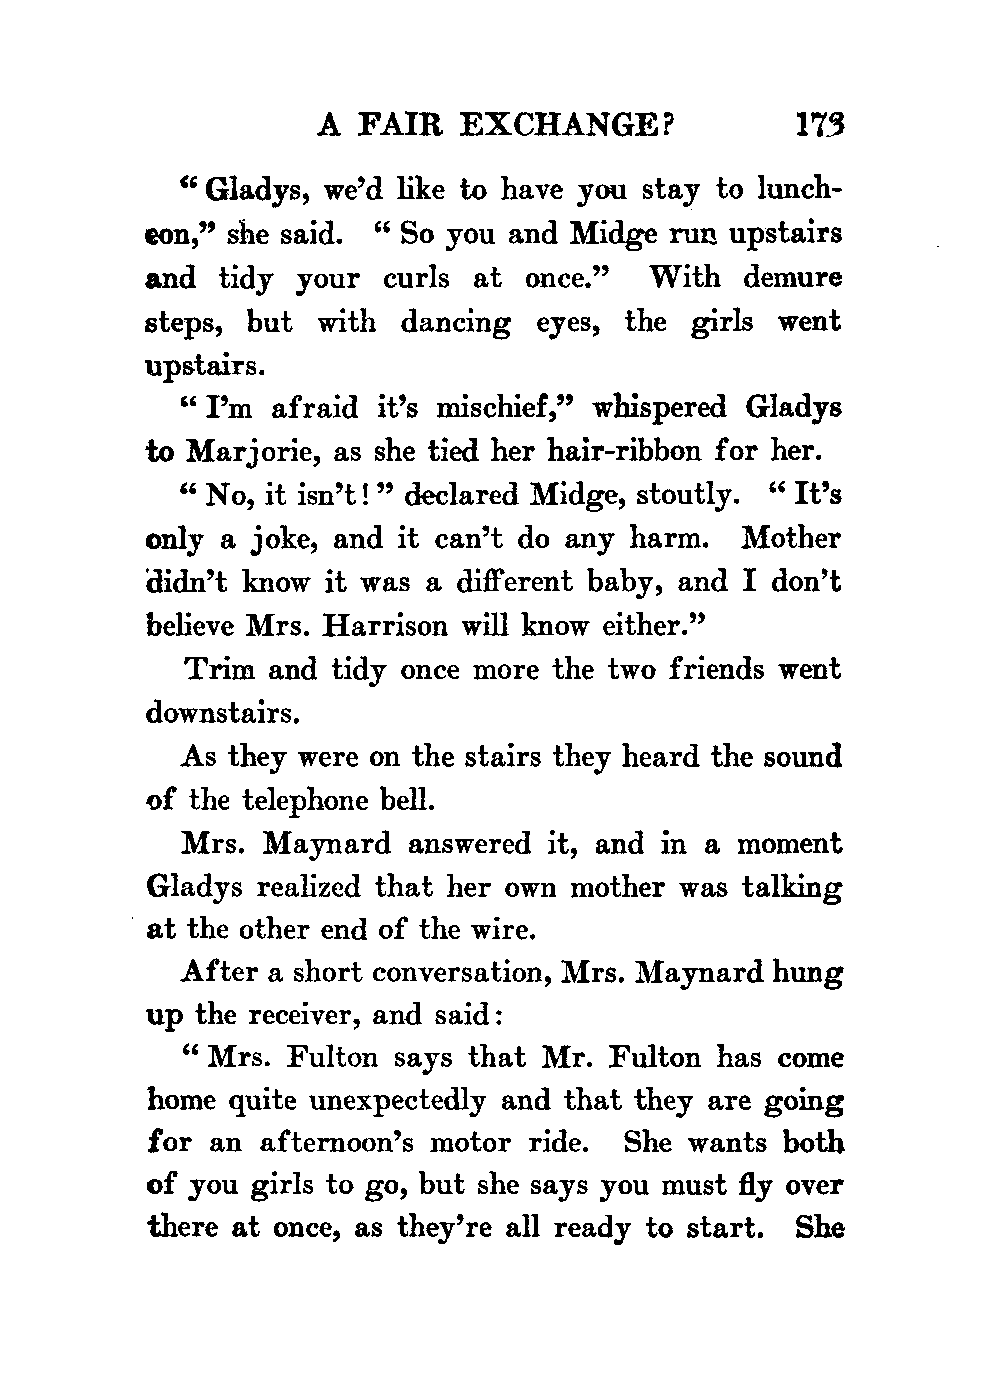 A FAIR EXCHANGE? 173
“ Gladys, we’d like to have you stay to lunch-
eon,” she said. “ So you and Midge run upstairs
and tidy your curls at once.” With demure
steps, but with dancing eyes, the girls went
upstairs.
“ I’m afraid it’s mischief,” whispered Gladys
to Marjorie, as she tied her hair-ribbon for her.
“ No, it isn’t! ” declared Midge, stoutly. “ It’s
only a joke, and it can’t do any harm. Mother
didn’t know it was a different baby, and I don’t
believe Mrs. Harrison will know either.”
Trim and tidy once more the two friends went
downstairs.
As they were on the stairs they heard the sound
of the telephone bell.
Mrs. Maynard answered it, and in a moment
Gladys realized that her own mother was talking
at the other end of the wire.
After a short conversation, Mrs. Maynard hung
up the receiver, and said:
“ Mrs. Fulton says that Mr. Fulton has come
home quite unexpectedly and that they are going
for an afternoon’s motor ride. She wants both
of you girls to go, but she says you must fly over
there at once, as they’re all ready to start. She